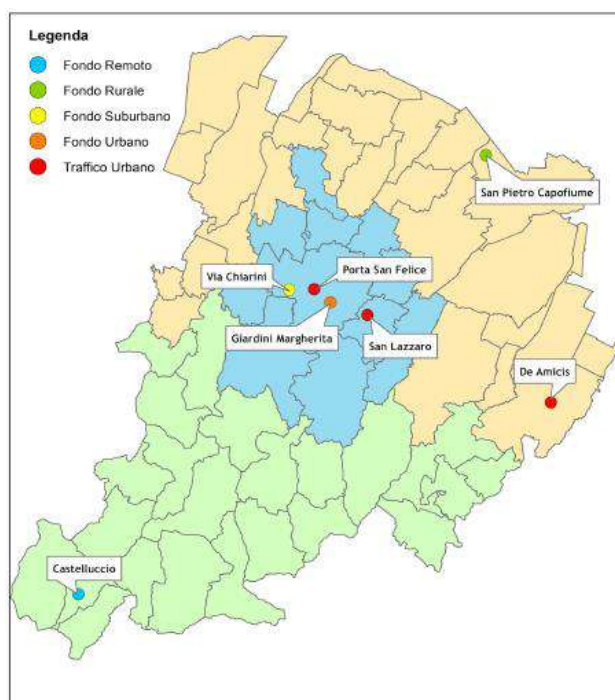 Legenda
Fondo Remoto
Fondo Rurale
Fondo Suburbano
Fondo Urbano
Traffico Urbano
San Pietro Capofiume
Via Chiarini
Porta San Felice
Giardini Margherita
San Lazzaro
De Amicis
Castelluccio